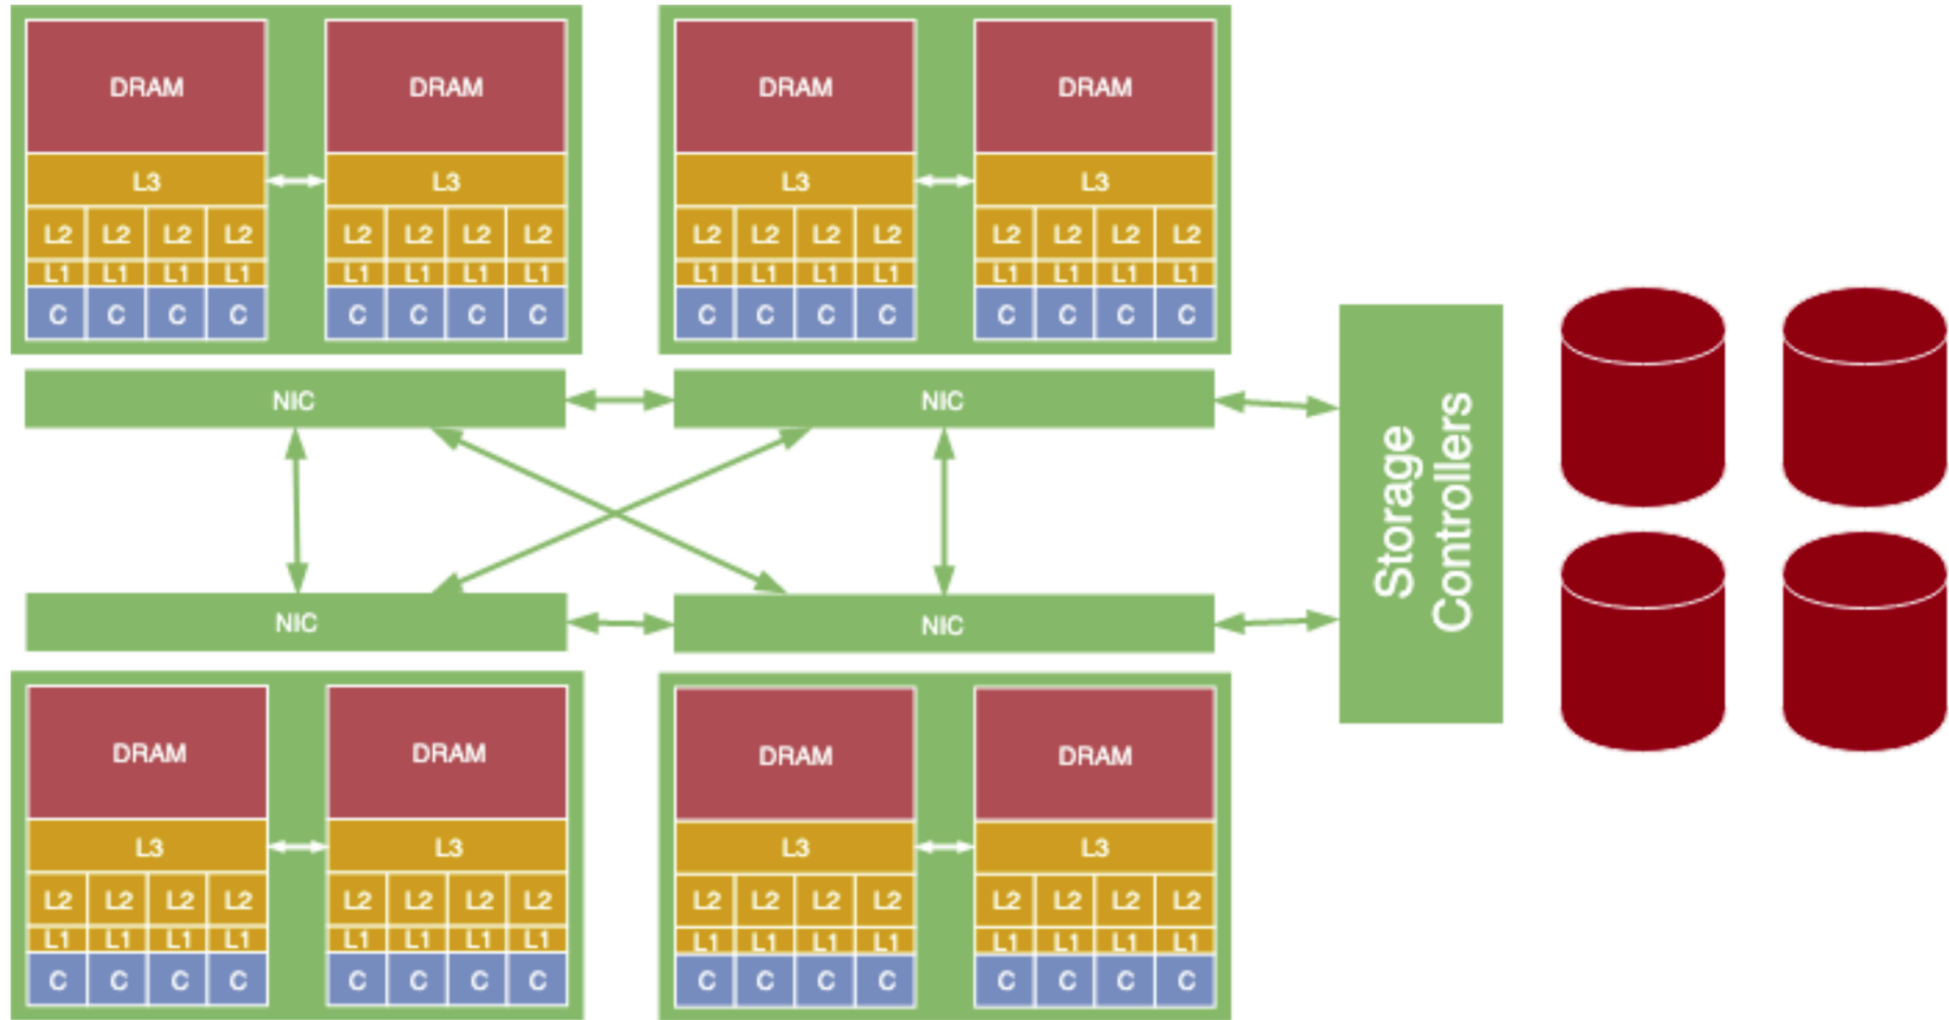 DRAM DRAM DRAM DRAM
L3 L3 L3 L3
L2 L2 L2 L2 L2 L2 L2 L2 L2 L2 L2 L2 L2 L2 L2 L2
L1 L1 L1 L1 L1 L1 L1 L1 L1 L1 L1 L1 L1 L1 L1 L1
C C C C C C C C C C C C C C C C
NIC NIC
Storage
Controllers
NIC NIC
DRAM DRAM DRAM DRAM
L3 L3 L3 L3
L2 L2 L2 L2 L2 L2 L2 L2 L2 L2 L2 L2 L2 L2 L2 L2
L1 L1 L1 L1 L1 L1 L1 L1 L1 L1 L1 L1 L1 L1 L1 L1
C C C C C C C C C C C C C C C C